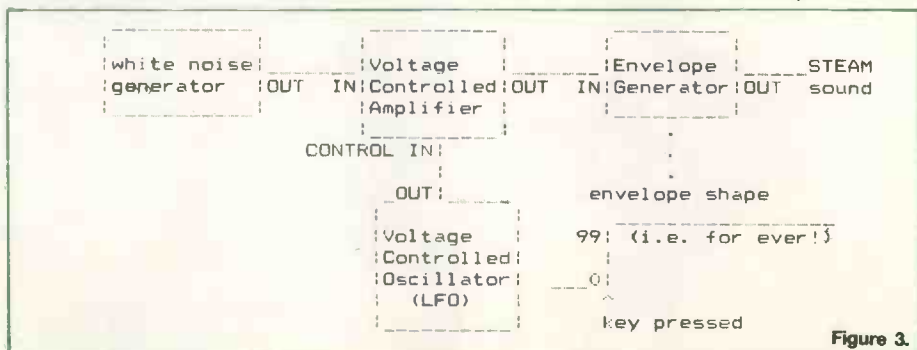 white noise
generator
OUT
IN
Voltage
Controlled
Amplifier
OUT
IN
Envelope
Generator
OUT
STEAM
sound
CONTROL IN
OUT
Voltage
Controlled
Oscillator
(LFO)
envelope shape
99 (i.e. for ever!)
0
key pressed
Figure 3.